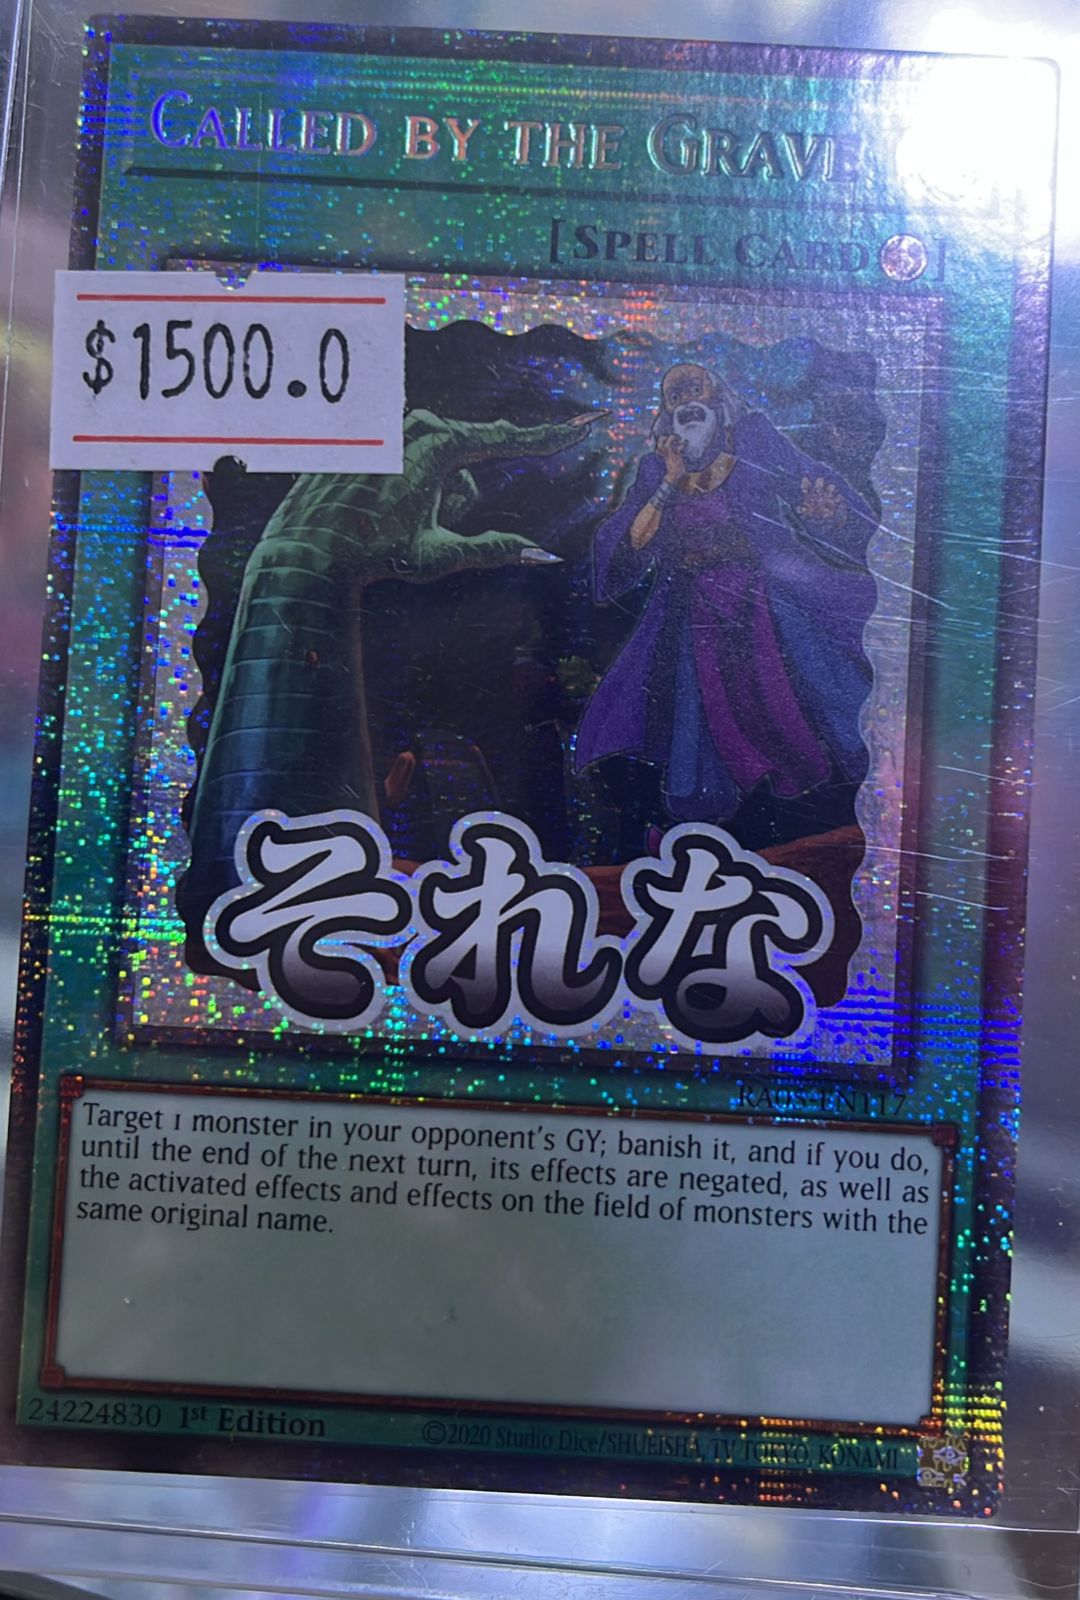 CALLED BY THE GRAVE
[SPELL CARD]
$1500.0
それな
RA05-EN117
Target 1 monster in your opponent's GY; banish it, and if you do,
until the end of the next turn, its effects are negated, as well as
the activated effects and effects on the field of monsters with the
same original name.
24224830 1st Edition
©2020 Studio Dice/SHUEISHA, TV TOKYO, KONAMI